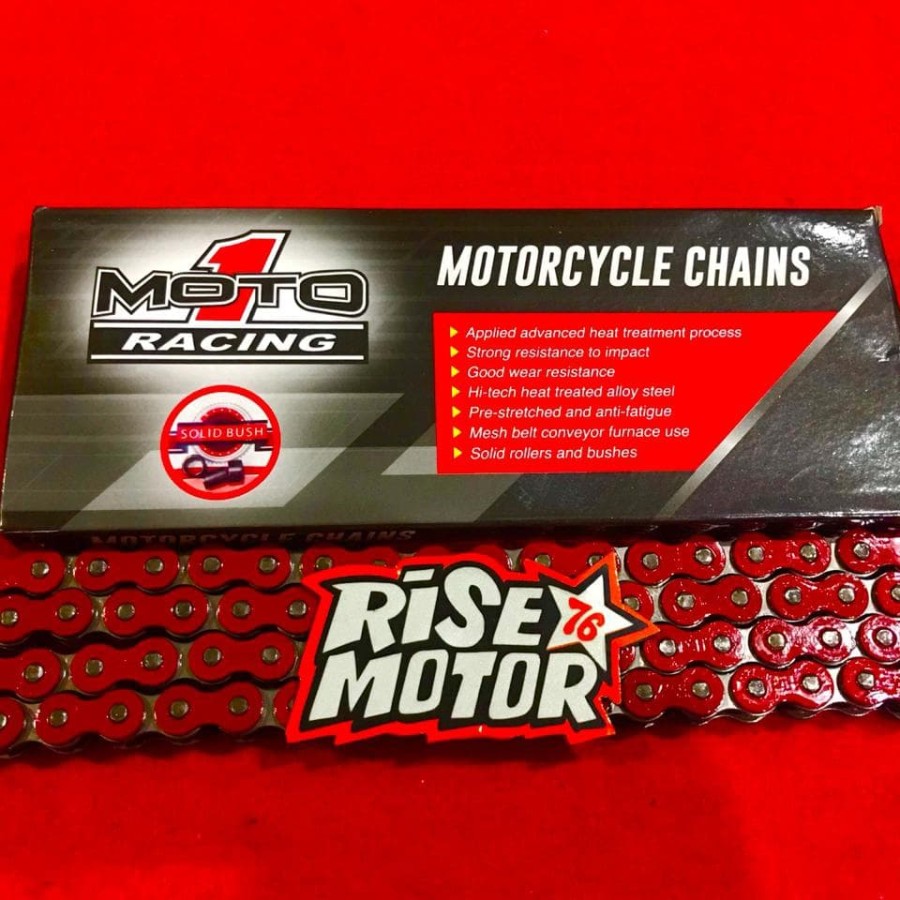 1
MOTO
RACING
SOLID BUSH
MOTORCYCLE CHAINS
Applied advanced heat treatment process
Strong resistance to impact
Good wear resistance
Hi-tech heat treated alloy steel
Pre-stretched and anti-fatigue
Mesh belt conveyor furnace use
Solid rollers and bushes
MOTORCYCLE CHAINS
RiSE
76
MOTOR